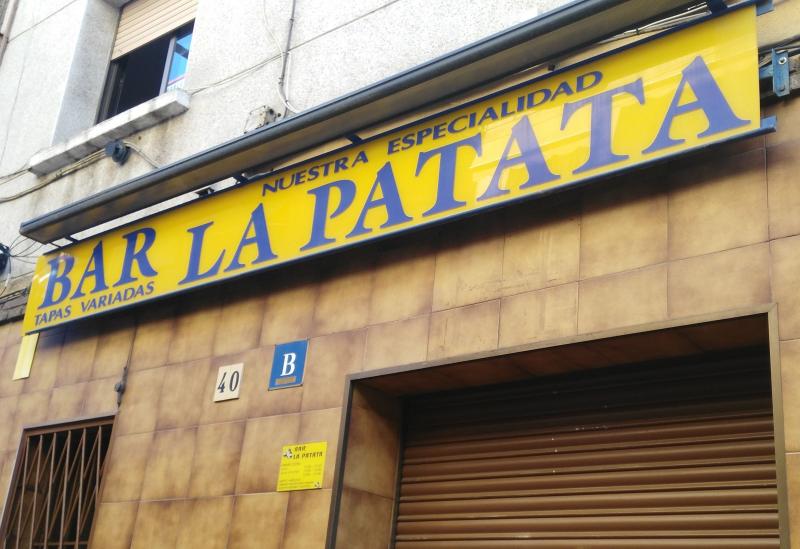 NUESTRA ESPECIALIDAD
BAR LA PATATA
TAPAS VARIADAS
40
B
BAR
LA PATATA